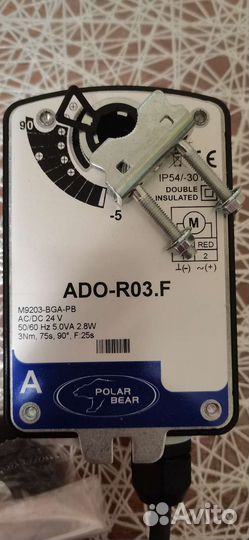 90
-5
IP54/-30
CE
DOUBLE
INSULATED
M
RED
2
⊥(-) ~(+)
ADO-R03.F
M9203-BGA-PB
AC/DC 24 V
50/60 Hz 5.0VA 2.8W
3Nm, 75s, 90°, F:25s
A
POLAR
BEAR
Avito